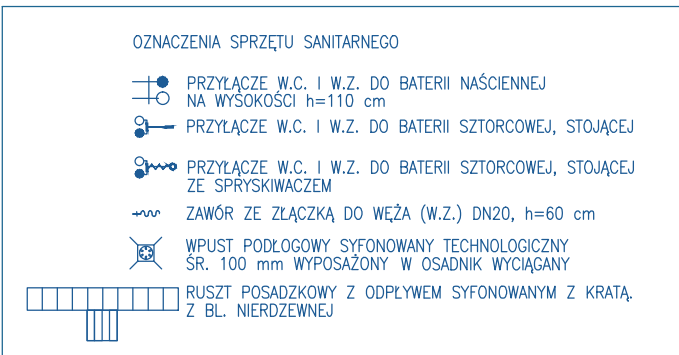 OZNACZENIA SPRZĘTU SANITARNEGO
PRZYŁĄCZE W.C. I W.Z. DO BATERII NAŚCIENNEJ
NA WYSOKOŚCI h=110 cm
PRZYŁĄCZE W.C. I W.Z. DO BATERII SZTORCOWEJ, STOJĄCEJ
PRZYŁĄCZE W.C. I W.Z. DO BATERII SZTORCOWEJ, STOJĄCEJ
ZE SPRYSKIWACZEM
ZAWÓR ZE ZŁĄCZKĄ DO WĘŻA (W.Z.) DN20, h=60 cm
WPUST PODŁOGOWY SYFONOWANY TECHNOLOGICZNY
ŚR. 100 mm WYPOSAŻONY W OSADNIK WYCIĄGANY
RUSZT POSADZKOWY Z ODPŁYWEM SYFONOWANYM Z KRATĄ.
Z BL. NIERDZEWNEJ